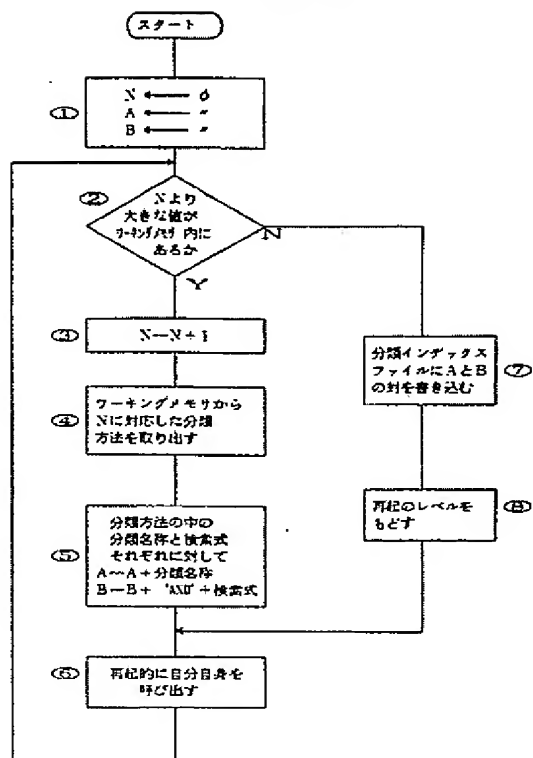 スタート
①
N ← φ
A ← 〃
B ← 〃
②
Nより
大きな値が
ワーキングメモリ 内に
あるか
N
Y
③
N←N+1
④
ワーキングメモリから
Nに対応した分類
方法を取り出す
⑤
分類方法の中の
分類名称と検索式
それぞれに対して
A←A+分類名称
B←B+ 'AND' +検索式
⑦
分類インデックス
ファイルにAとB
の対を書き込む
⑧
再起のレベルを
もどす
⑥
再起的に自分自身を
呼び出す